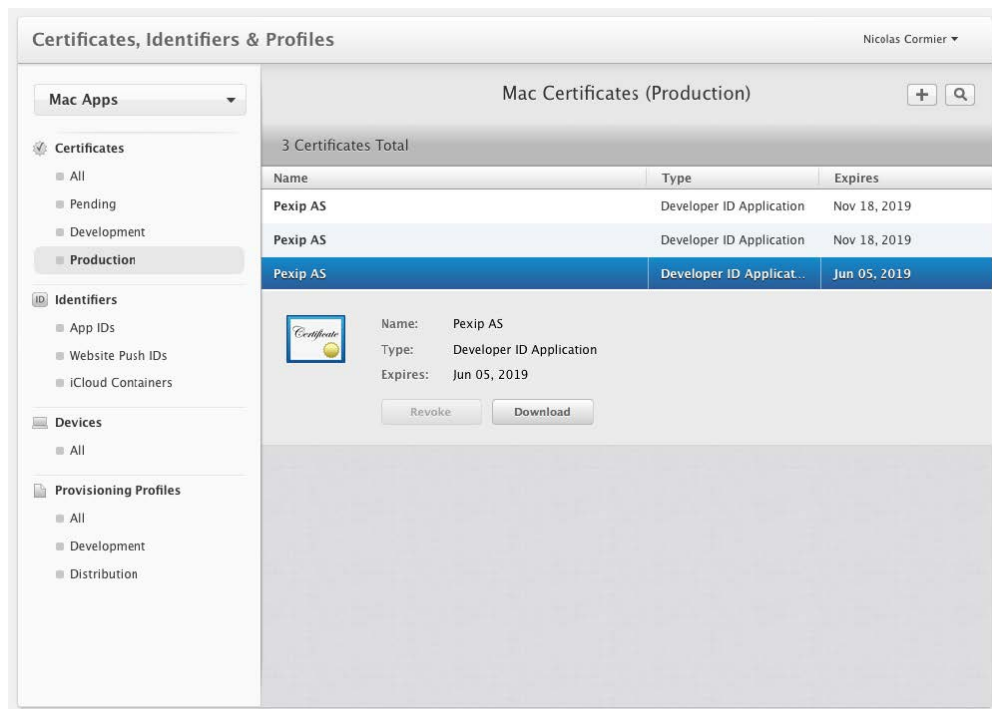 Certificates, Identifiers & Profiles
Nicolas Cormier
Mac Apps
Certificates
All
Pending
Development
Production
ID Identifiers
App IDs
Website Push IDs
iCloud Containers
Devices
All
Provisioning Profiles
All
Development
Distribution
Mac Certificates (Production)
3 Certificates Total
Name Type Expires
Pexip AS Developer ID Application Nov 18, 2019
Pexip AS Developer ID Application Nov 18, 2019
Pexip AS Developer ID Applicat... Jun 05, 2019
Certificate
Name: Pexip AS
Type: Developer ID Application
Expires: Jun 05, 2019
Revoke Download